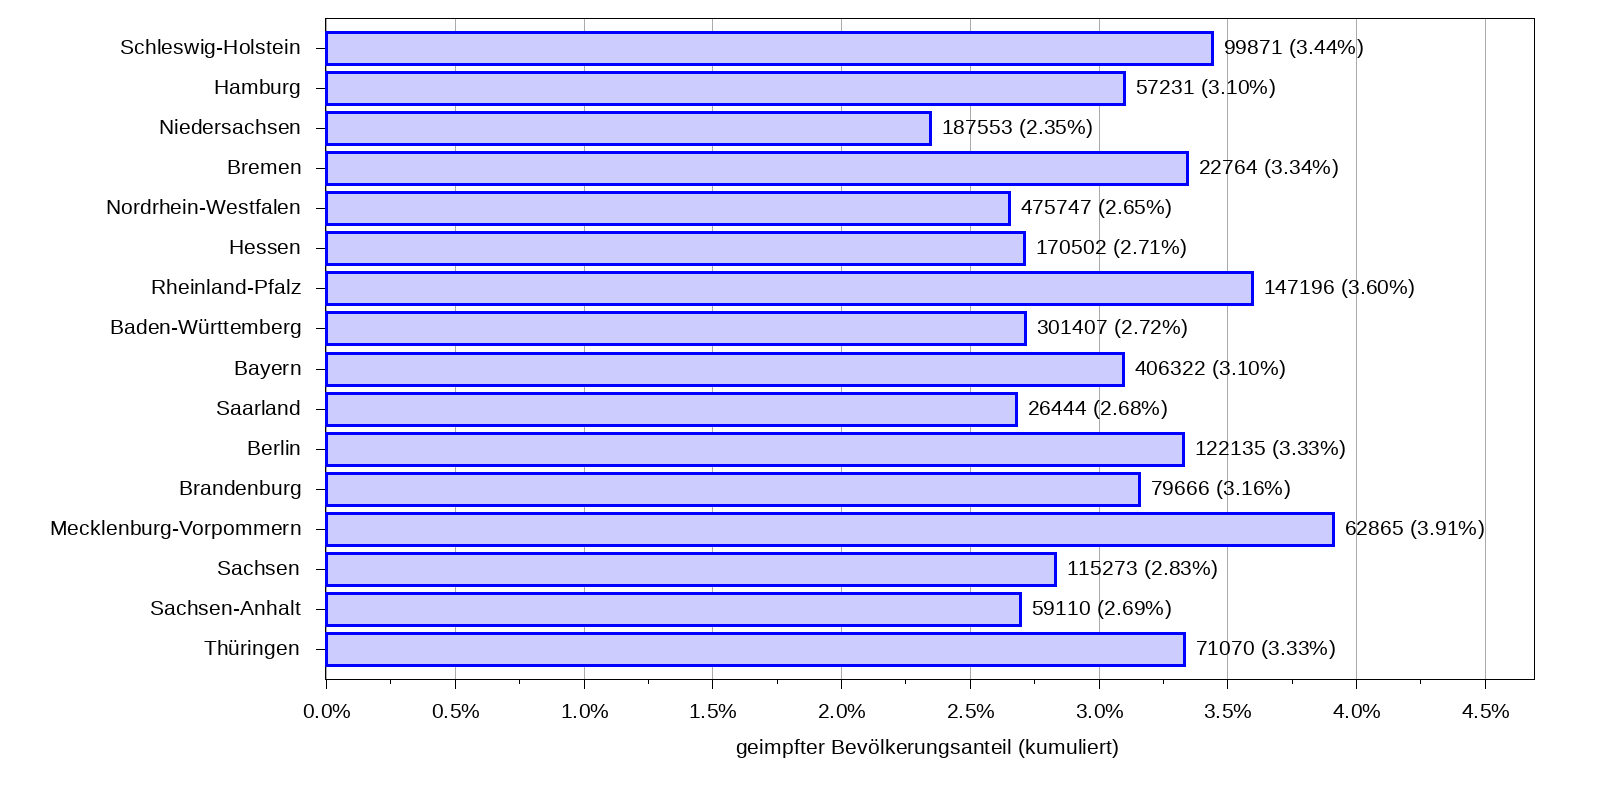 Schleswig-Holstein 99871 (3.44%)
Hamburg 57231 (3.10%)
Niedersachsen 187553 (2.35%)
Bremen 22764 (3.34%)
Nordrhein-Westfalen 475747 (2.65%)
Hessen 170502 (2.71%)
Rheinland-Pfalz 147196 (3.60%)
Baden-Württemberg 301407 (2.72%)
Bayern 406322 (3.10%)
Saarland 26444 (2.68%)
Berlin 122135 (3.33%)
Brandenburg 79666 (3.16%)
Mecklenburg-Vorpommern 62865 (3.91%)
Sachsen 115273 (2.83%)
Sachsen-Anhalt 59110 (2.69%)
Thüringen 71070 (3.33%)
0.0% 0.5% 1.0% 1.5% 2.0% 2.5% 3.0% 3.5% 4.0% 4.5%
geimpfter Bevölkerungsanteil (kumuliert)